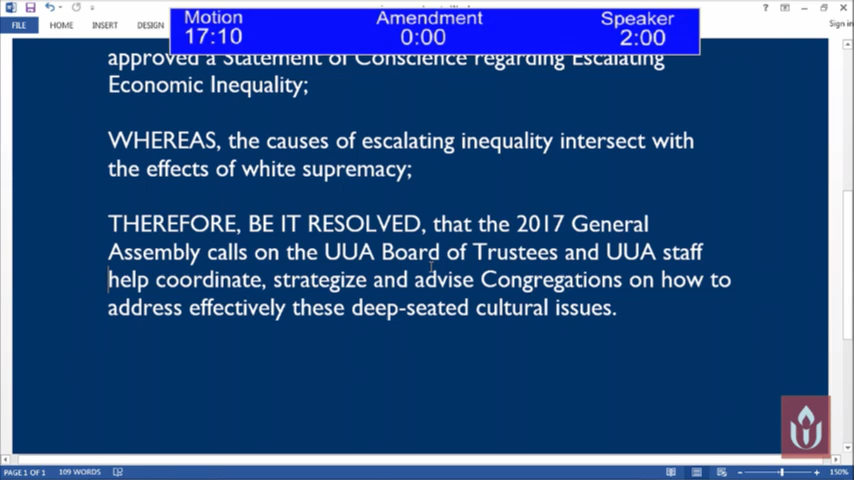 Motion
17:10
Amendment
0:00
Speaker
2:00
Sign in
FILE
HOME
INSERT
DESIGN
approved a Statement of Conscience regarding Escalating
Economic Inequality;
WHEREAS, the causes of escalating inequality intersect with
the effects of white supremacy;
THEREFORE, BE IT RESOLVED, that the 2017 General
Assembly calls on the UUA Board of Trustees and UUA staff
help coordinate, strategize and advise Congregations on how to
address effectively these deep-seated cultural issues.
PAGE 1 OF 1
109 WORDS
150%